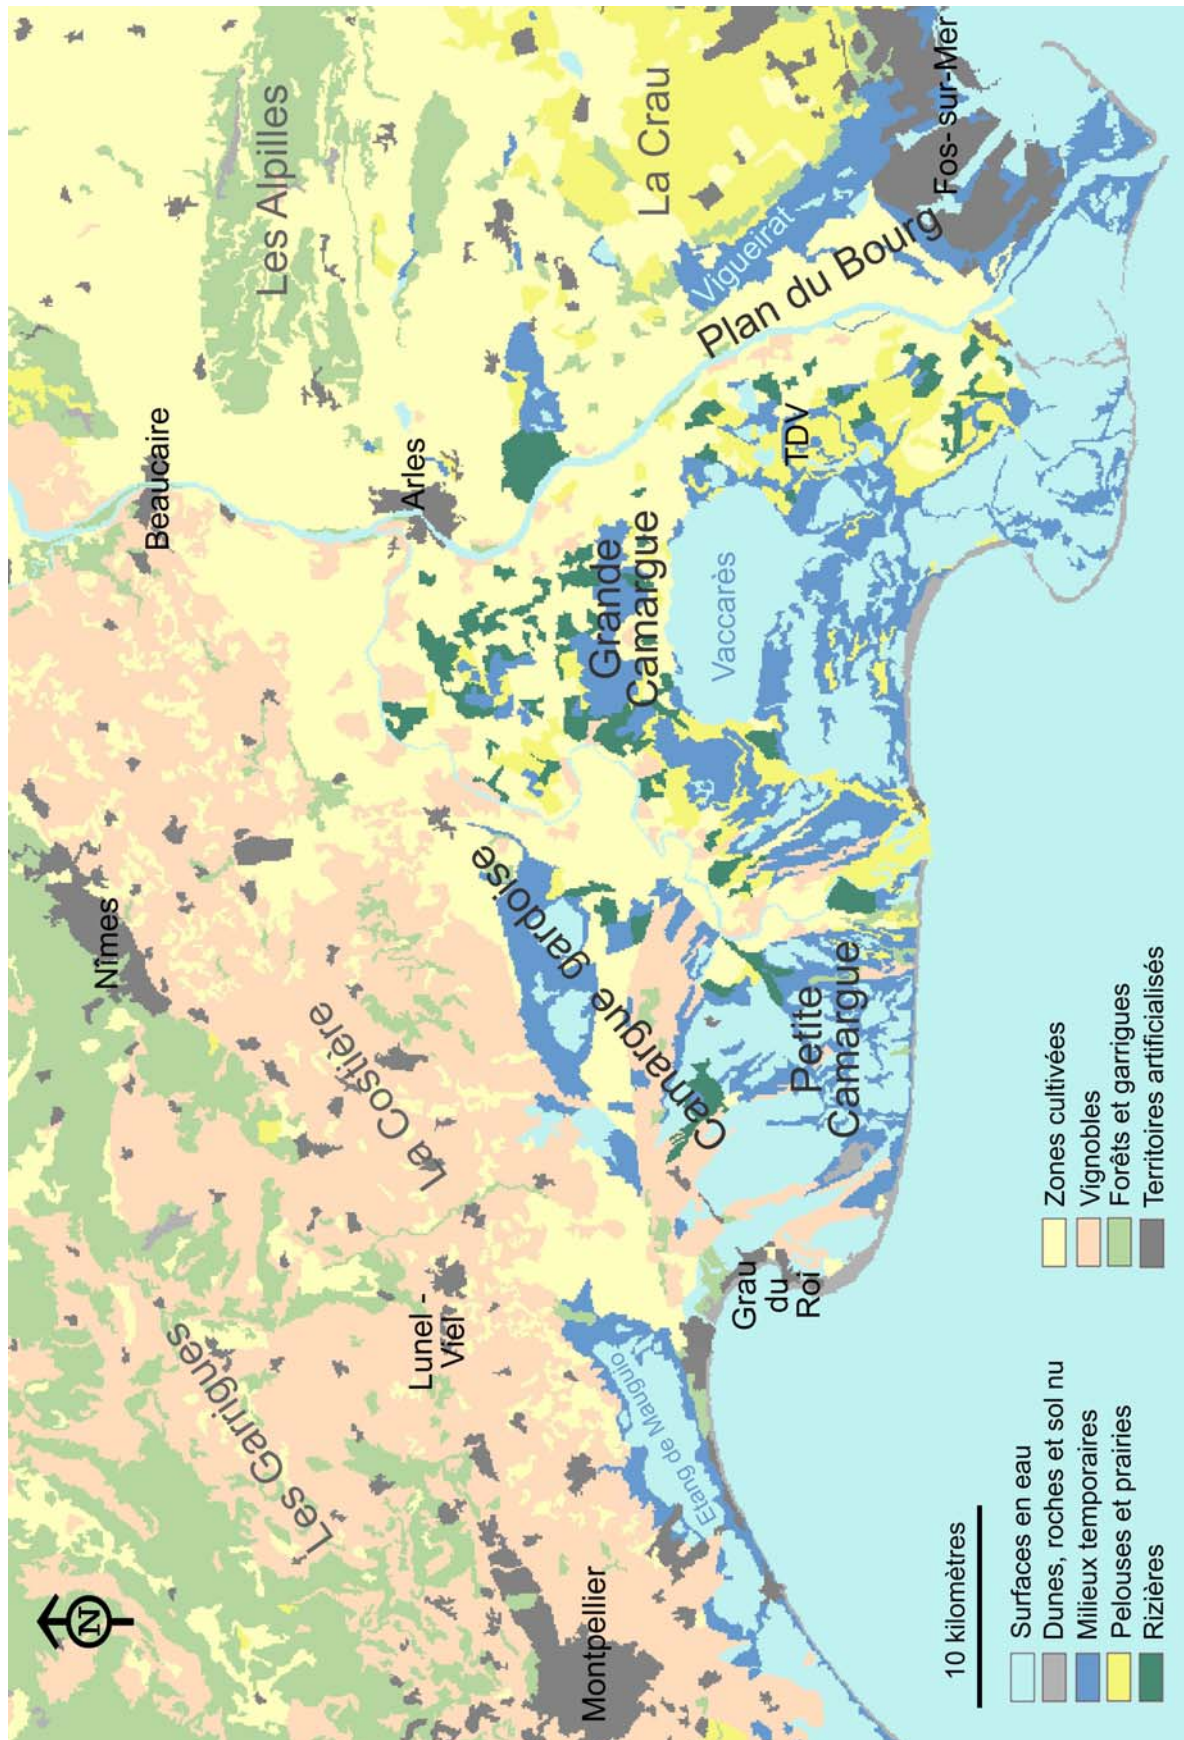 N
Les Garrigues
Nîmes
Beaucaire
Les Alpilles
La Costière
Arles
Lunel -
Viel
Montpellier
Etang de Mauguio
Camargue gardoise
Grande
Camargue
La Crau
Vigueirat
Plan du Bourg
Vaccarès
TDV
Grau
du
Roi
Petite
Camargue
Fos- sur-Mer
10 kilomètres
Surfaces en eau
Dunes, roches et sol nu
Milieux temporaires
Pelouses et prairies
Rizières
Zones cultivées
Vignobles
Forêts et garrigues
Territoires artificialisés